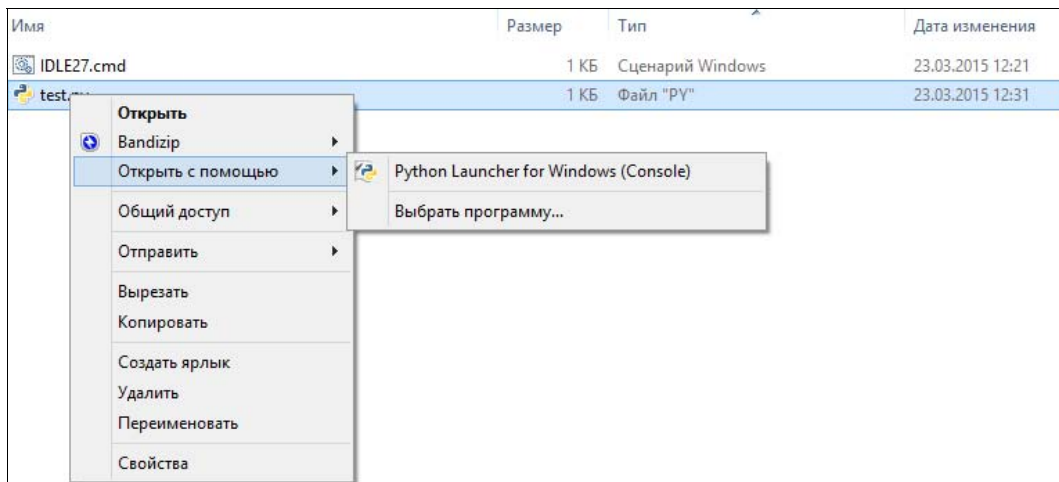 Имя Размер Тип Дата изменения
IDLE27.cmd 1 КБ Сценарий Windows 23.03.2015 12:21
test.py 1 КБ Файл "PY" 23.03.2015 12:31
Открыть
Bandizip
Открыть с помощью Python Launcher for Windows (Console)
Общий доступ Выбрать программу...
Отправить
Вырезать
Копировать
Создать ярлык
Удалить
Переименовать
Свойства